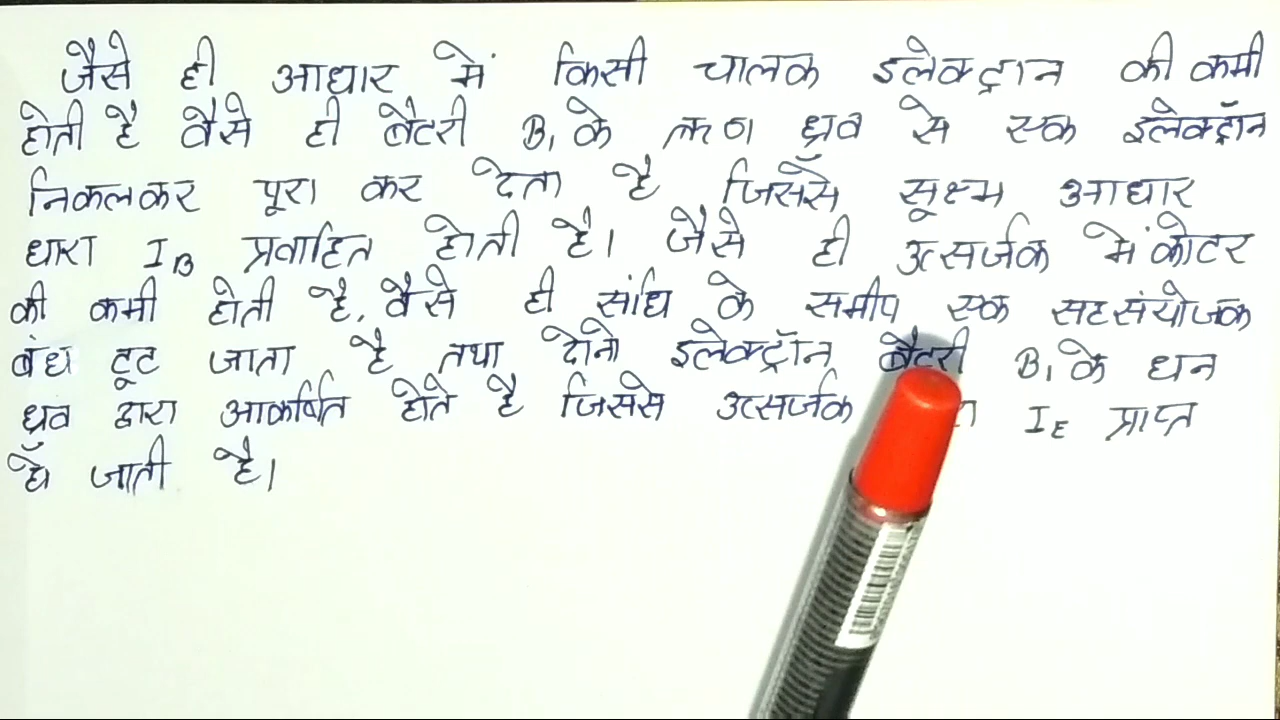 जैसे ही आधार में किसी चालक इलेक्ट्रान की कमी
होती है वैसे ही बैटरी B₁ के ऋण ध्रुव से एक इलेक्ट्रॉन
निकलकर पूरा कर देता है जिससे सूक्ष्म आधार
धारा I_B प्रवाहित होती है। जैसे ही उत्सर्जक में कोटर
की कमी होती है, वैसे ही संधि के समीप एक सहसंयोजक
बंध टूट जाता है तथा दोनो इलेक्ट्रॉन बैटरी B₁ के धन
ध्रुव द्वारा आकर्षित होते है जिससे उत्सर्जक I_E प्राप्त
हो जाती है।